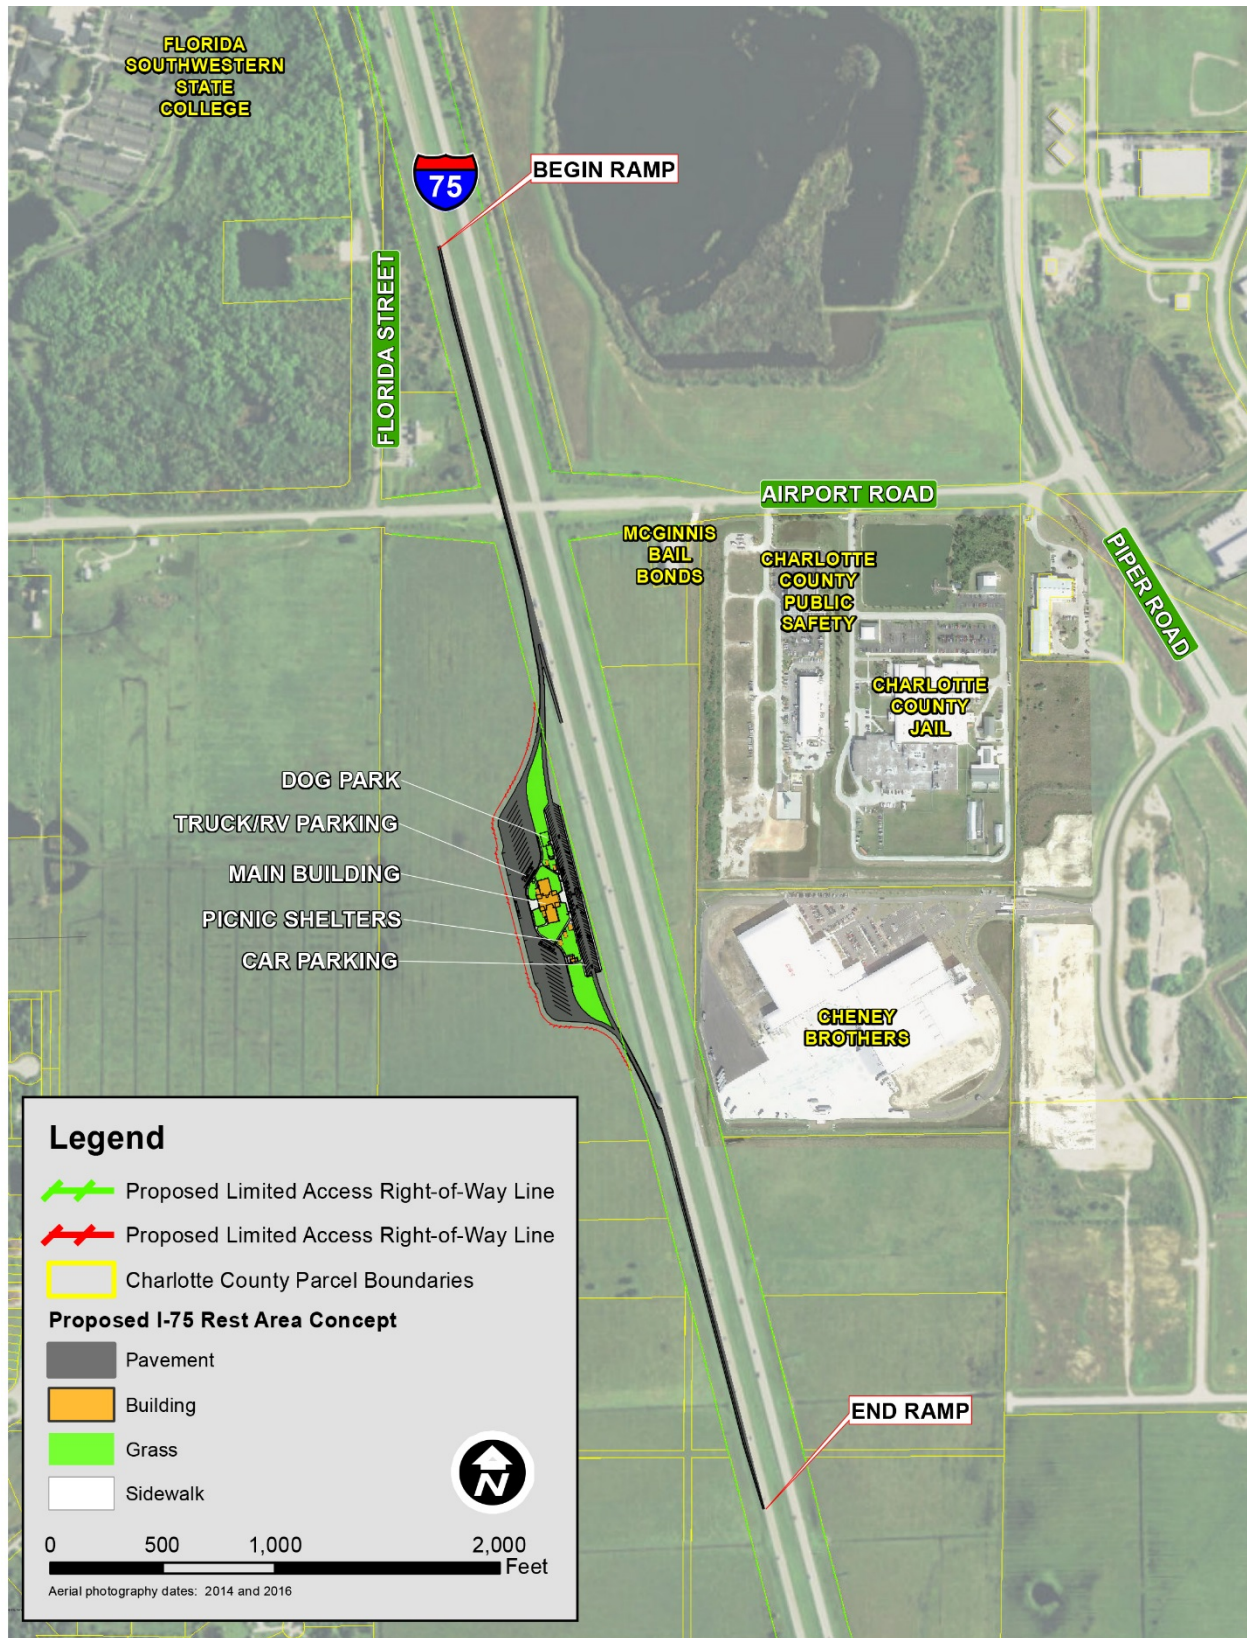 FLORIDA
SOUTHWESTERN
STATE
COLLEGE
75
BEGIN RAMP
FLORIDA STREET
AIRPORT ROAD
MCGINNIS
BAIL
BONDS
CHARLOTTE
COUNTY
PUBLIC
SAFETY
PIPER ROAD
CHARLOTTE
COUNTY
JAIL
DOG PARK
TRUCK/RV PARKING
MAIN BUILDING
PICNIC SHELTERS
CAR PARKING
CHENEY
BROTHERS
Legend
Proposed Limited Access Right-of-Way Line
Proposed Limited Access Right-of-Way Line
Charlotte County Parcel Boundaries
Proposed I-75 Rest Area Concept
Pavement
Building
Grass
Sidewalk
N
0 500 1,000 2,000
Feet
Aerial photography dates: 2014 and 2016
END RAMP